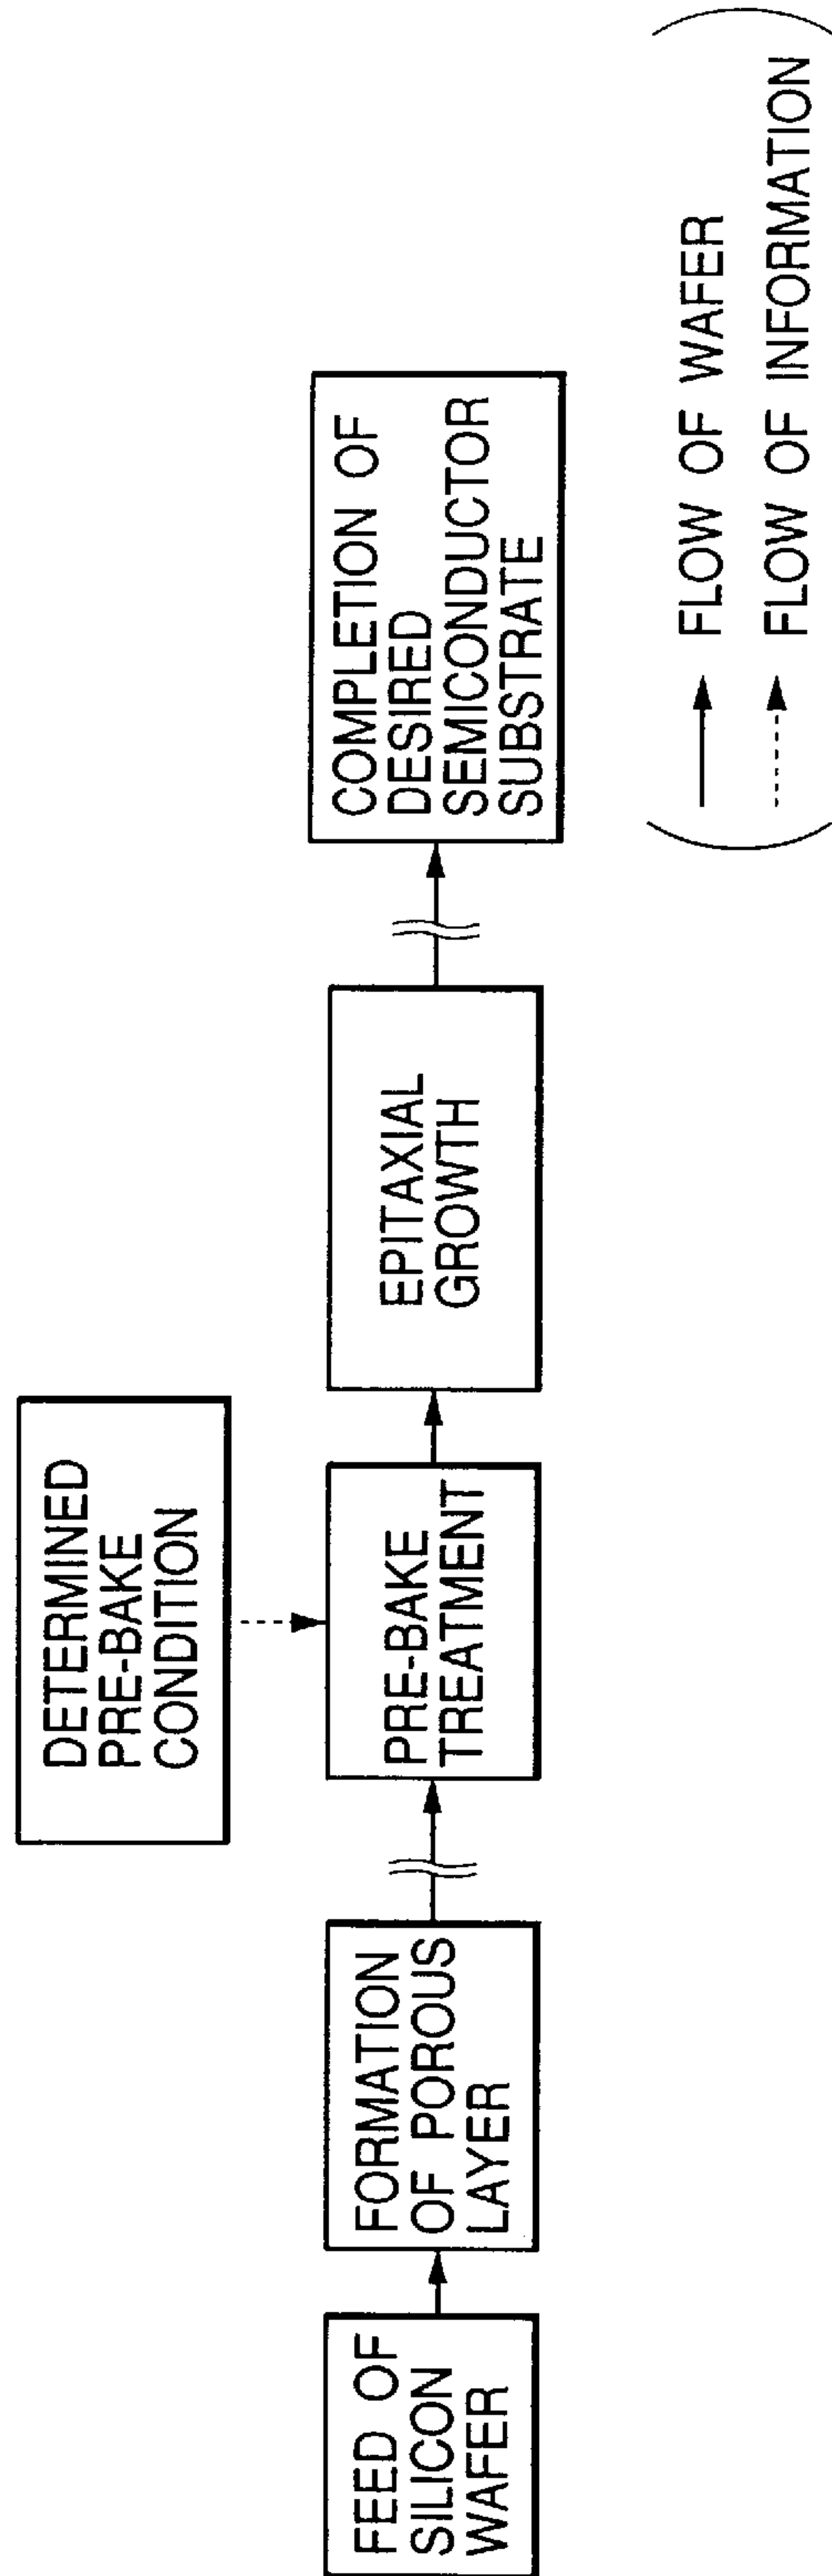 DETERMINED
PRE-BAKE
CONDITION
FEED OF
SILICON
WAFER
FORMATION
OF POROUS
LAYER
PRE-BAKE
TREATMENT
EPITAXIAL
GROWTH
COMPLETION OF
DESIRED
SEMICONDUCTOR
SUBSTRATE
FLOW OF WAFER
FLOW OF INFORMATION